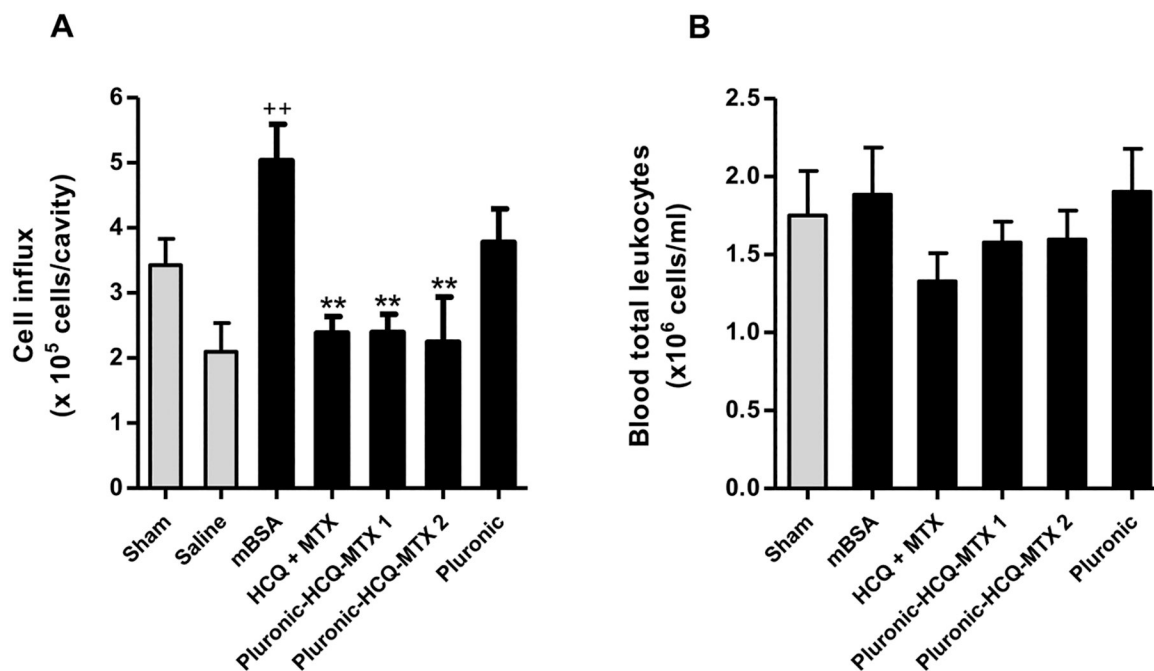 A
Cell influx
(x 10⁵ cells/cavity)
6
5
4
3
2
1
0
++
**
**
**
Sham
Saline
mBSA
HCQ + MTX
Pluronic-HCQ-MTX 1
Pluronic-HCQ-MTX 2
Pluronic
B
Blood total leukocytes
(x10⁶ cells/ml)
2.5
2.0
1.5
1.0
0.5
0.0
Sham
mBSA
HCQ + MTX
Pluronic-HCQ-MTX 1
Pluronic-HCQ-MTX 2
Pluronic